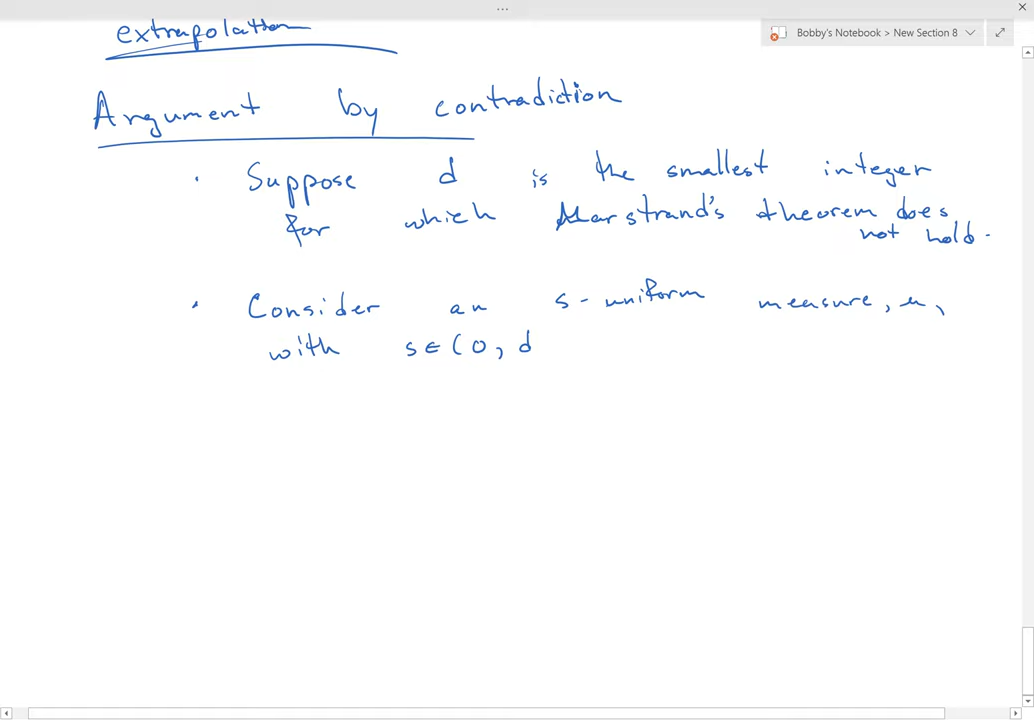 ...
Bobby's Notebook > New Section 8
extrapolation
Argument by contradiction
· Suppose d is the smallest integer
for which Marstrand's theorem does
not hold.
· Consider an s-uniform measure, μ,
with s ∈ (0, d